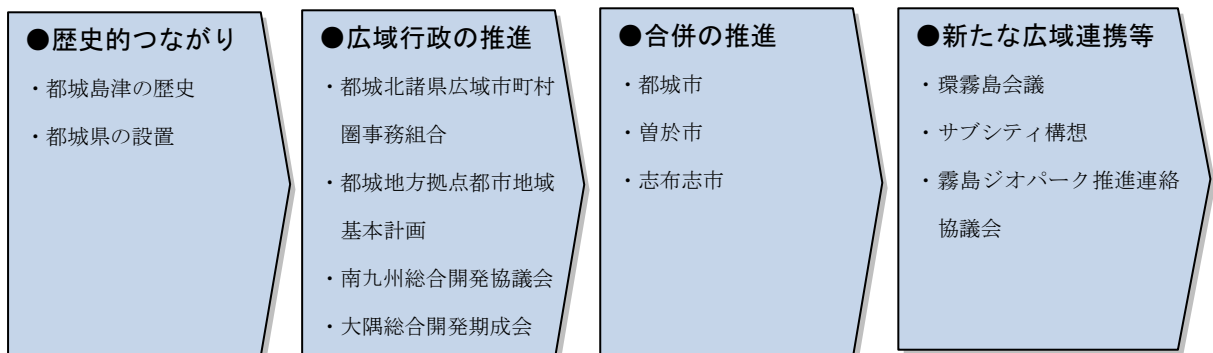 ●歴史的つながり
・都城島津の歴史
・都城県の設置
●広域行政の推進
・都城北諸県広域市町村
圏事務組合
・都城地方拠点都市地域
基本計画
・南九州総合開発協議会
・大隅総合開発期成会
●合併の推進
・都城市
・曽於市
・志布志市
●新たな広域連携等
・環霧島会議
・サブシティ構想
・霧島ジオパーク推進連絡
協議会